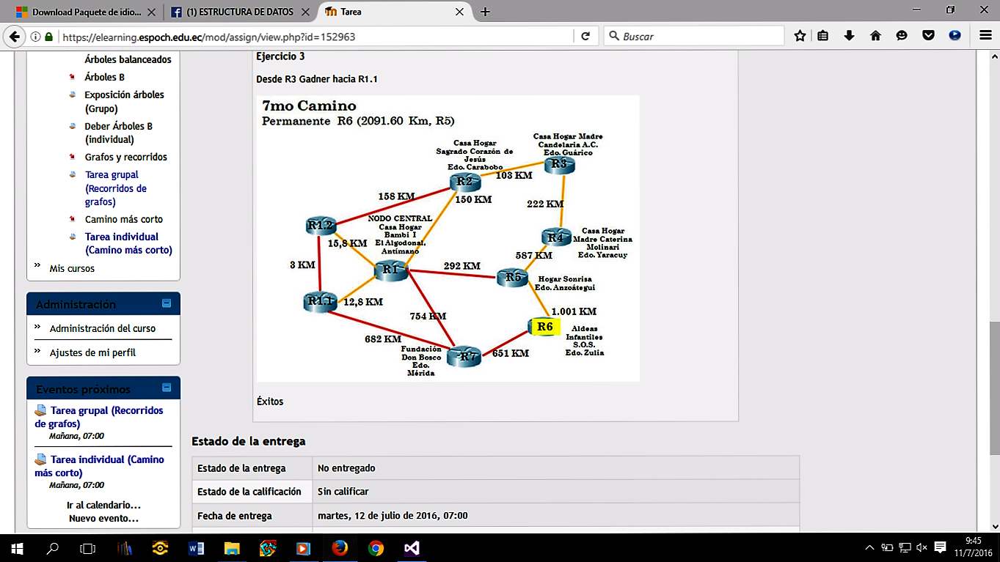 Download Paquete de idio...
(1) ESTRUCTURA DE DATOS
Tarea
https://elearning.espoch.edu.ec/mod/assign/view.php?id=152963
Buscar
Árboles balanceados
Árboles B
Exposición árboles
(Grupo)
Deber Árboles B
(individual)
Grafos y recorridos
Tarea grupal
(Recorridos de
grafos)
Camino más corto
Tarea individual
(Camino más corto)
Mis cursos
Administración
Administración del curso
Ajustes de mi perfil
Eventos próximos
Tarea grupal (Recorridos
de grafos)
Mañana, 07:00
Tarea individual (Camino
más corto)
Mañana, 07:00
Ir al calendario...
Nuevo evento...
Ejercicio 3
Desde R3 Gadner hacia R1.1
7mo Camino
Permanente R6 (2091.60 Km, R5)
Casa Hogar
Sagrado Corazón de
Jesús
Edo. Carabobo
R2
Casa Hogar Madre
Candelaria A.C.
Edo. Guárico
R3
103 KM
158 KM
150 KM
222 KM
R1.2
NODO CENTRAL
Casa Hogar
Bambi I
El Algodonal,
Antímano
15,8 KM
R4
Casa Hogar
Madre Caterina
Molinari
Edo. Yaracuy
587 KM
3 KM
R1
292 KM
R5
Hogar Sonrisa
Edo. Anzoátegui
R1.1
12,8 KM
754 KM
1.001 KM
R6
Aldeas
Infantiles
S.O.S.
Edo. Zulia
682 KM
Fundación
Don Bosco
Edo.
Mérida
R7
651 KM
Éxitos
Estado de la entrega
Estado de la entrega No entregado
Estado de la calificación Sin calificar
Fecha de entrega martes, 12 de julio de 2016, 07:00
9:45
11/7/2016